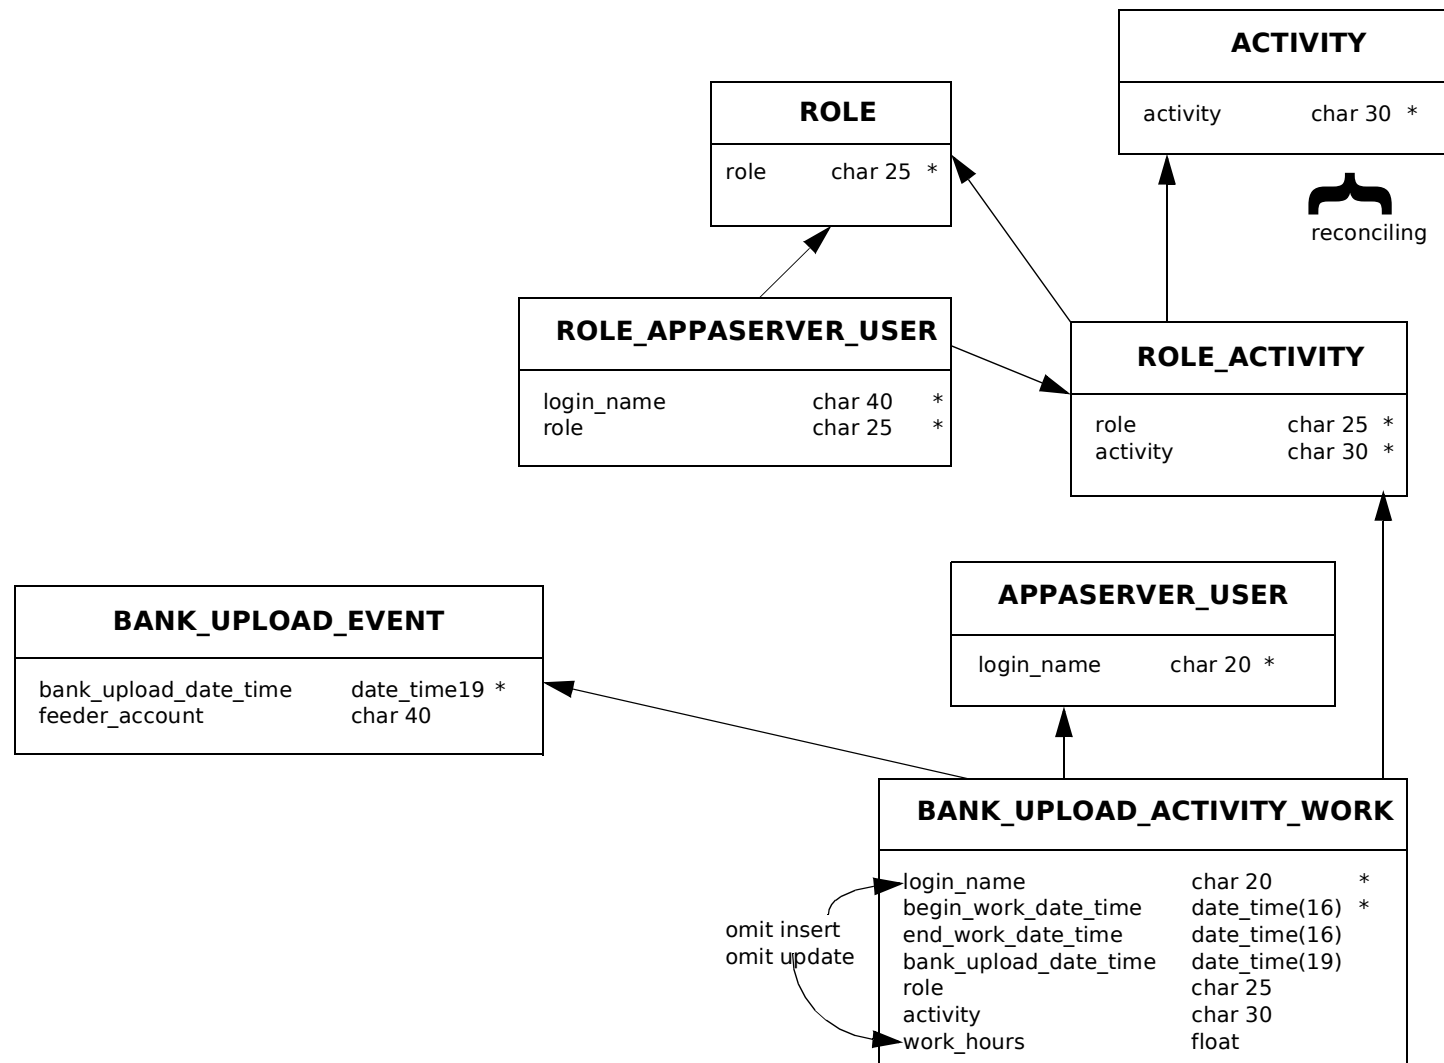 ACTIVITY
activity char 30 *
reconciling
ROLE
role char 25 *
ROLE_APPASERVER_USER
login_name char 40 *
role char 25 *
ROLE_ACTIVITY
role char 25 *
activity char 30 *
BANK_UPLOAD_EVENT
bank_upload_date_time date_time19 *
feeder_account char 40
APPASERVER_USER
login_name char 20 *
BANK_UPLOAD_ACTIVITY_WORK
login_name char 20 *
begin_work_date_time date_time(16) *
end_work_date_time date_time(16)
bank_upload_date_time date_time(19)
role char 25
activity char 30
work_hours float
omit insert
omit update